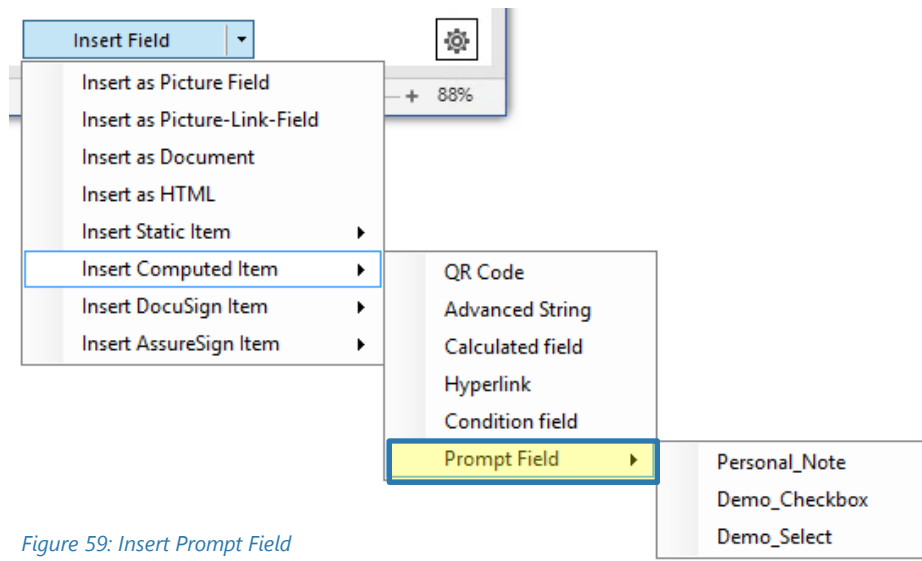 Insert Field
Insert as Picture Field
+ 88%
Insert as Picture-Link-Field
Insert as Document
Insert as HTML
Insert Static Item
Insert Computed Item
QR Code
Insert DocuSign Item
Advanced String
Insert AssureSign Item
Calculated field
Hyperlink
Condition field
Prompt Field
Personal_Note
Demo_Checkbox
Demo_Select
Figure 59: Insert Prompt Field